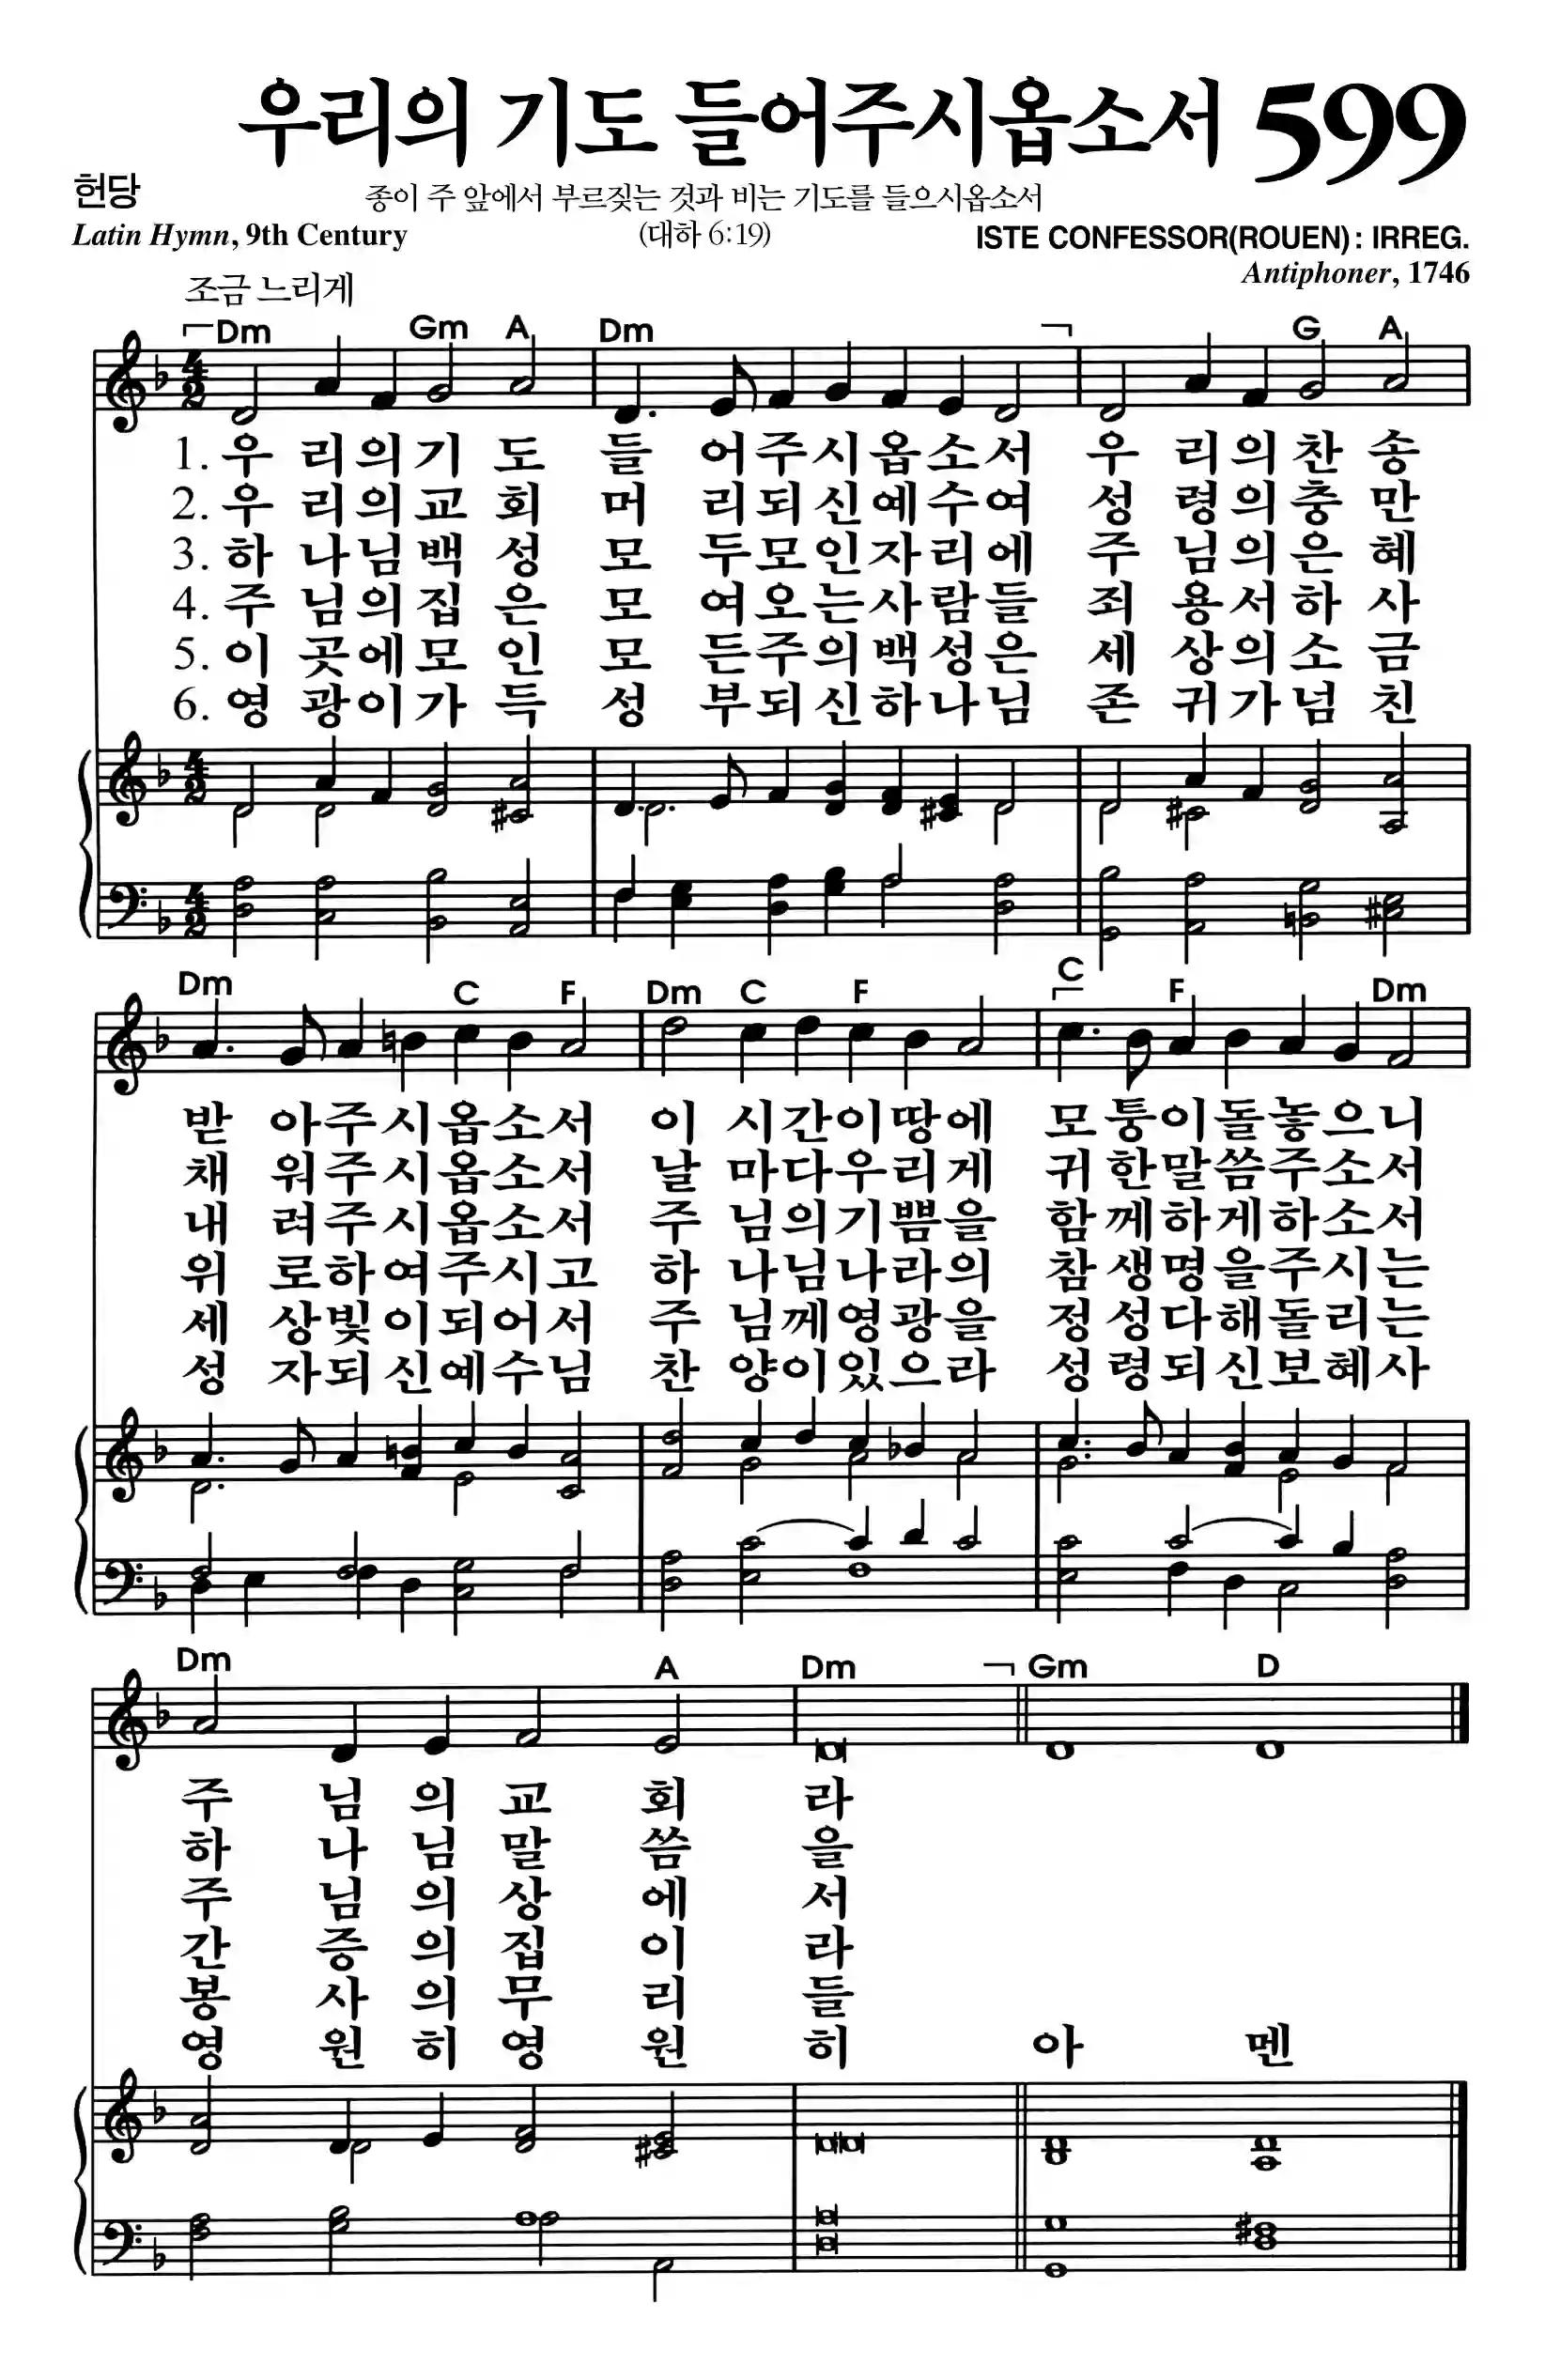 우리의 기도 들어주시옵소서 599
헌당
종이 주 앞에서 부르짖는 것과 비는 기도를 들으시옵소서
Latin Hymn, 9th Century
(대하 6:19)
ISTE CONFESSOR(ROUEN) : IRREG.
Antiphoner, 1746
조금 느리게
Dm Gm A Dm G A
1. 우 리의기 도 들 어주시옵소서 우 리의찬 송
2. 우 리의교 회 머 리되신예수여 성 령의충 만
3. 하 나님백 성 모 두모인자리에 주 님의은 혜
4. 주 님의집 은 모 여오는사람들 죄 용서하 사
5. 이 곳에모 인 모 든주의백성은 세 상의소 금
6. 영 광이가 득 성 부되신하나님 존 귀가넘 친
Dm C F Dm C F C F Dm
받 아주시옵소서 이 시간이땅에 모퉁이돌놓으니
채 워주시옵소서 날 마다우리게 귀한말씀주소서
내 려주시옵소서 주 님의기쁨을 함께하게하소서
위 로하여주시고 하 나님나라의 참생명을주시는
세 상빛이되어서 주 님께영광을 정성다해돌리는
성 자되신예수님 찬 양이있으라 성령되신보혜사
Dm A Dm Gm D
주 님 의 교 회 라
하 나 님 말 씀 을
주 님 의 상 에 서
간 증 의 집 이 라
봉 사 의 무 리 들
영 원 히 영 원 히 아 멘